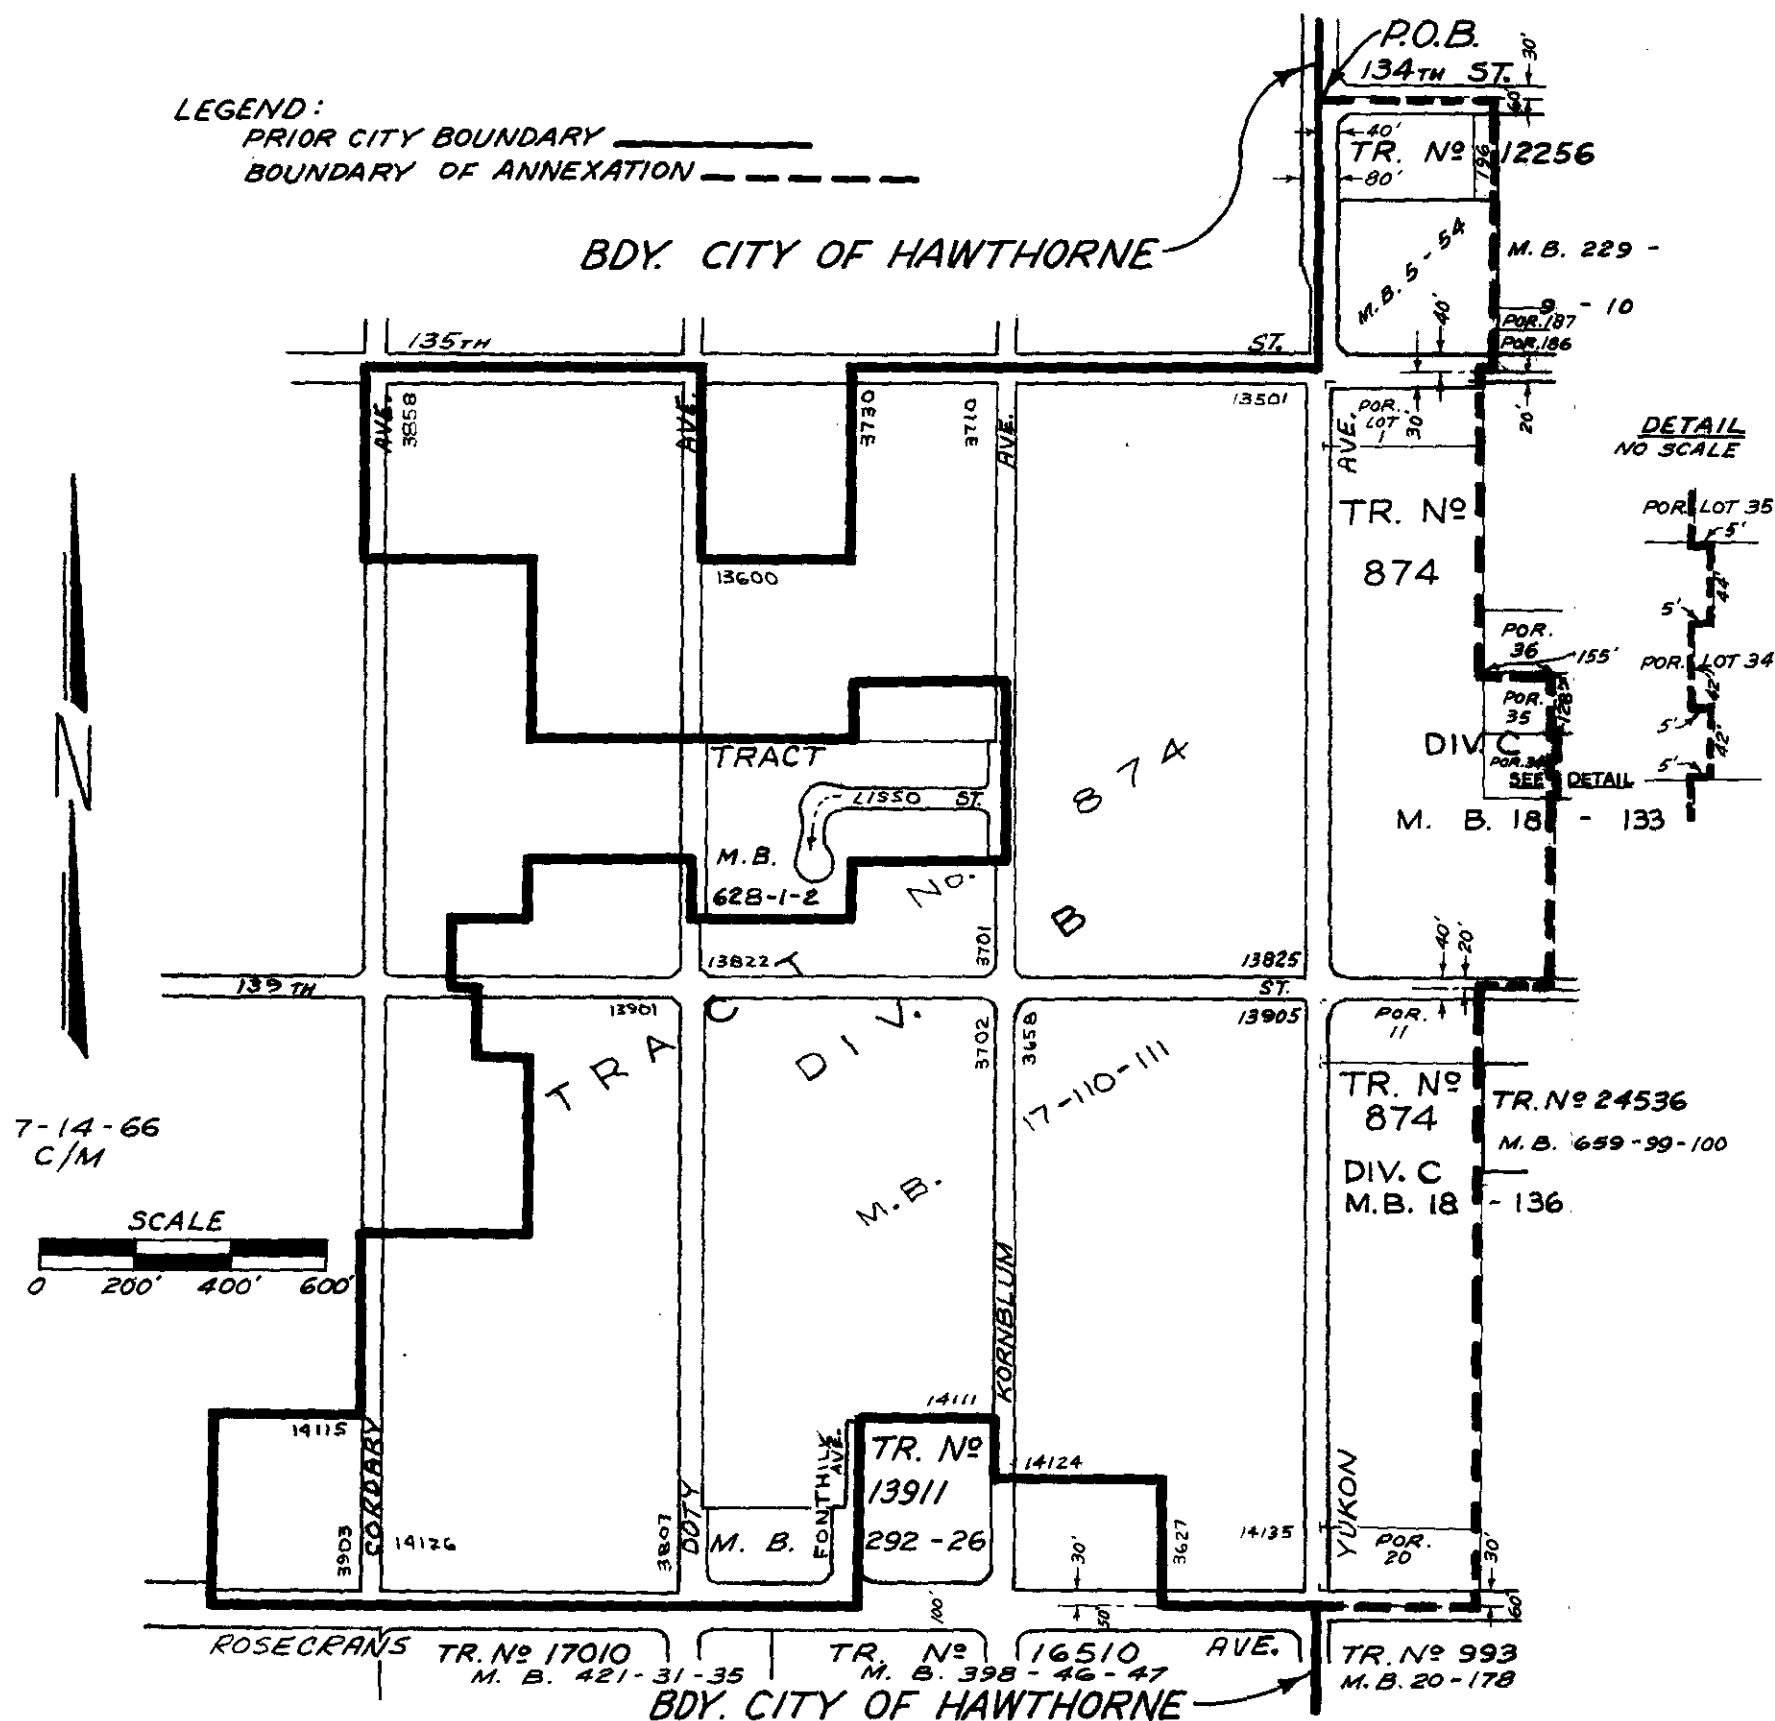 P.O.B.
134TH ST.
30'
60'
LEGEND:
PRIOR CITY BOUNDARY
BOUNDARY OF ANNEXATION
40'
TR. Nº 12256
196
80'
BDY. CITY OF HAWTHORNE
M.B. 5-54
M.B. 229 -
9 - 10
40'
POR. 187
POR. 186
135TH ST.
AVE.
3858
AVE.
3730
3710
AVE.
13501
POR.
LOT
1
30'
20'
AVE.
DETAIL
NO SCALE
POR. LOT 35
5'
44'
5'
POR. LOT 34
42'
5'
42'
5'
TR. Nº
874
13600
POR.
36
155'
POR.
35
128'
DIV. C
POR. 34
SEE DETAIL
M. B. 18 - 133
N
TRACT
LISSO ST.
M.B.
628-1-2
No. 874
B
3701
13822
13825
40'
20'
139TH ST.
13901
13905
POR.
11
TRACT
DIV.
3702
3658
17-110-111
M.B.
TR. Nº
874
TR. Nº 24536
M.B. 659-99-100
DIV. C
M.B. 18 - 136
7-14-66
C/M
SCALE
0 200' 400' 600'
KORNBLUM
14111
14115
CORDARY
FONTHILL AVE.
TR. Nº
13911
14124
YUKON
3903
14126
3807
DOTY
M. B. 292-26
30'
3627
14135
POR.
20
30'
100'
50'
60'
ROSECRANS AVE.
TR. Nº 17010
M. B. 421-31-35
TR. Nº 16510
M. B. 398-46-47
TR. Nº 993
M.B. 20-178
BDY. CITY OF HAWTHORNE